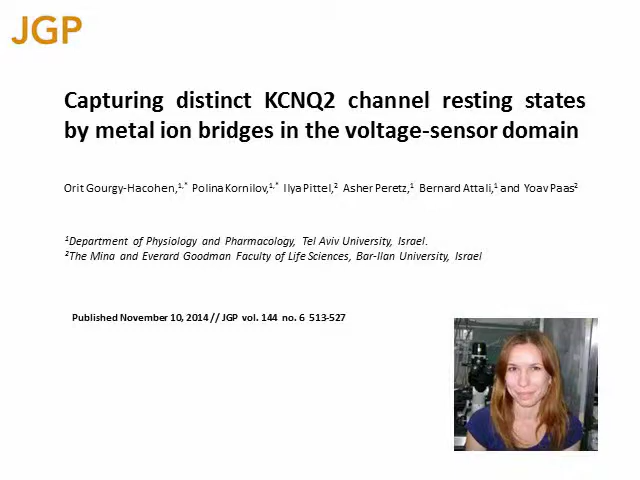 JGP
Capturing distinct KCNQ2 channel resting states
by metal ion bridges in the voltage-sensor domain
Orit Gourgy-Hacohen,1,* Polina Kornilov,1,* Ilya Pittel,2 Asher Peretz,1 Bernard Attali,1 and Yoav Paas2
1Department of Physiology and Pharmacology, Tel Aviv University, Israel.
2The Mina and Everard Goodman Faculty of Life Sciences, Bar-Ilan University, Israel
Published November 10, 2014 // JGP vol. 144 no. 6 513-527